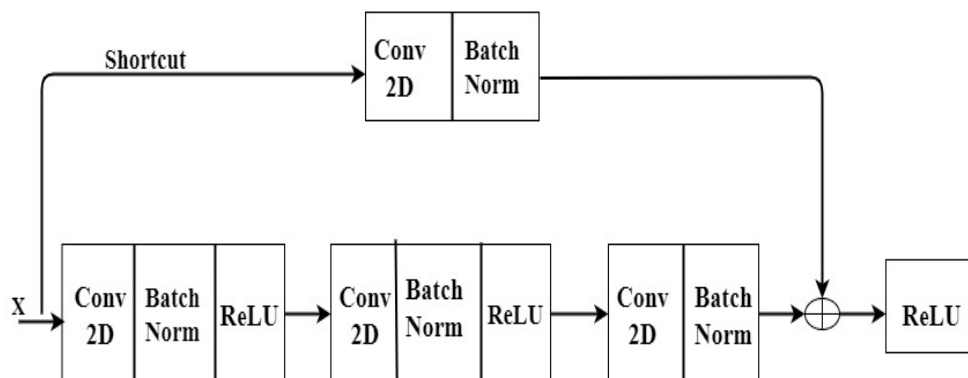 Shortcut
Conv Batch
2D Norm
X
Conv Batch ReLU Conv Batch ReLU Conv Batch ReLU
2D Norm 2D Norm 2D Norm